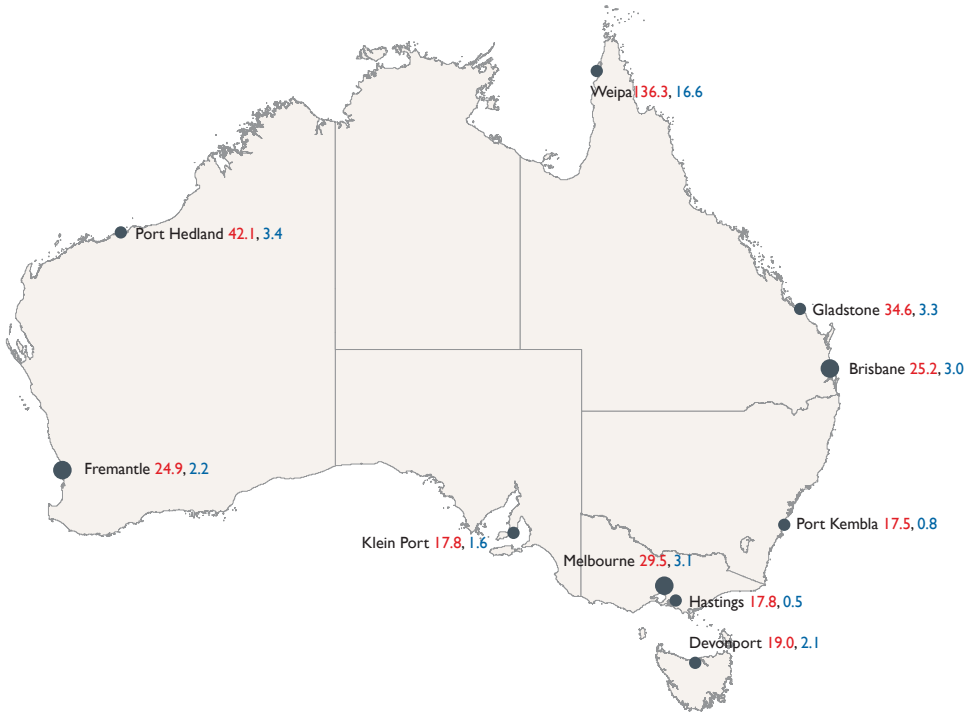 Weipa 136.3, 16.6
Port Hedland 42.1, 3.4
Gladstone 34.6, 3.3
Brisbane 25.2, 3.0
Fremantle 24.9, 2.2
Port Kembla 17.5, 0.8
Klein Port 17.8, 1.6
Melbourne 29.5, 3.1
Hastings 17.8, 0.5
Devonport 19.0, 2.1